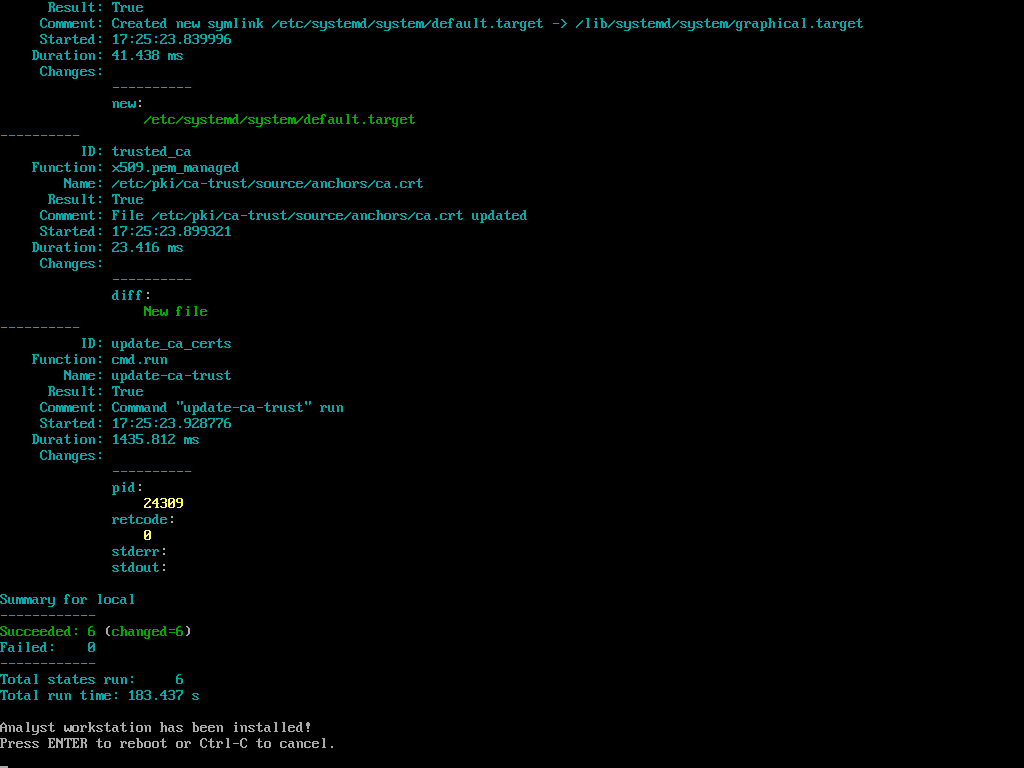 Result: True
     Comment: Created new symlink /etc/systemd/system/default.target -> /lib/systemd/system/graphical.target
     Started: 17:25:23.839996
    Duration: 41.438 ms
     Changes:
              ----------
              new:
                  /etc/systemd/system/default.target
----------
          ID: trusted_ca
    Function: x509.pem_managed
        Name: /etc/pki/ca-trust/source/anchors/ca.crt
      Result: True
     Comment: File /etc/pki/ca-trust/source/anchors/ca.crt updated
     Started: 17:25:23.899321
    Duration: 23.416 ms
     Changes:
              ----------
              diff:
                  New file
----------
          ID: update_ca_certs
    Function: cmd.run
        Name: update-ca-trust
      Result: True
     Comment: Command "update-ca-trust" run
     Started: 17:25:23.928776
    Duration: 1435.812 ms
     Changes:
              ----------
              pid:
                  24309
              retcode:
                  0
              stderr:
              stdout:

Summary for local
------------
Succeeded: 6 (changed=6)
Failed:    0
------------
Total states run:     6
Total run time: 183.437 s

Analyst workstation has been installed!
Press ENTER to reboot or Ctrl-C to cancel.